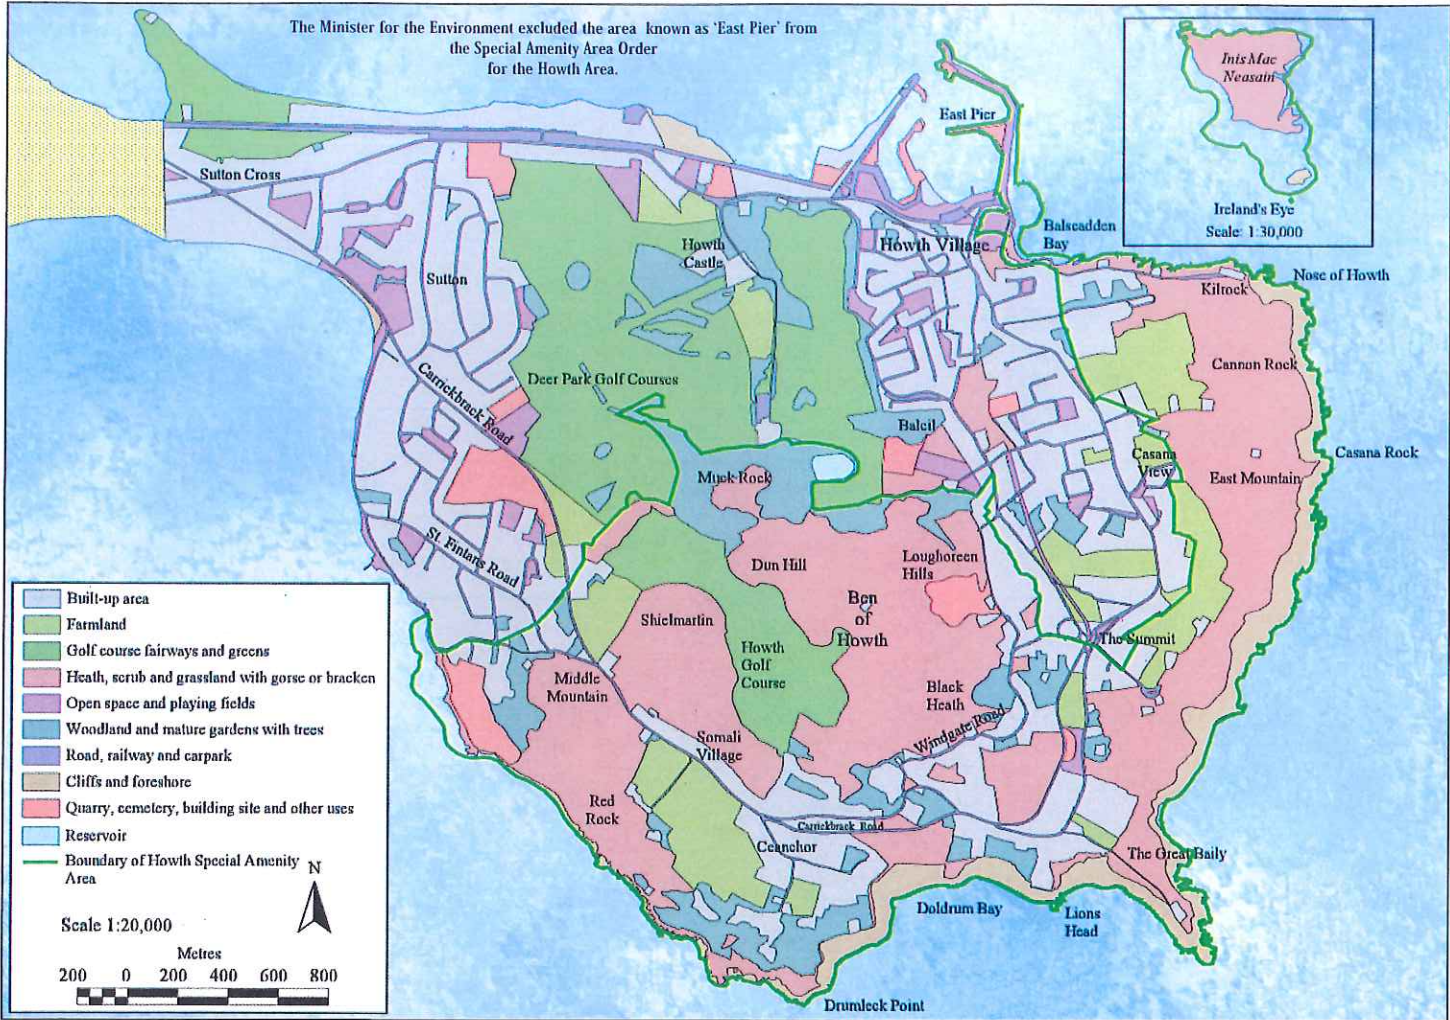 The Minister for the Environment excluded the area known as 'East Pier' from
the Special Amenity Area Order
for the Howth Area.
Inis Mac
Neasain
Ireland's Eye
Scale: 1:30,000
East Pier
Sutton Cross
Balscadden
Bay
Howth
Castle
Howth Village
Nose of Howth
Sutton
Kilrock
Cannon Rock
Deer Park Golf Courses
Carrickbrack Road
Balcil
Casana
View
Casana Rock
Muck Rock
East Mountain
St. Fintans Road
Dun Hill
Loughoreen
Hills
Ben
of
Howth
Shielmartin
The Summit
Howth
Golf
Course
Middle
Mountain
Black
Heath
Windgate Road
Somali
Village
Red
Rock
Carrickbrack Road
Ceanchor
The Great Baily
Doldrum Bay
Lions
Head
Drumleck Point
Built-up area
Farmland
Golf course fairways and greens
Heath, scrub and grassland with gorse or bracken
Open space and playing fields
Woodland and mature gardens with trees
Road, railway and carpark
Cliffs and foreshore
Quarry, cemetery, building site and other uses
Reservoir
Boundary of Howth Special Amenity
Area
N
Scale 1:20,000
Metres
200 0 200 400 600 800